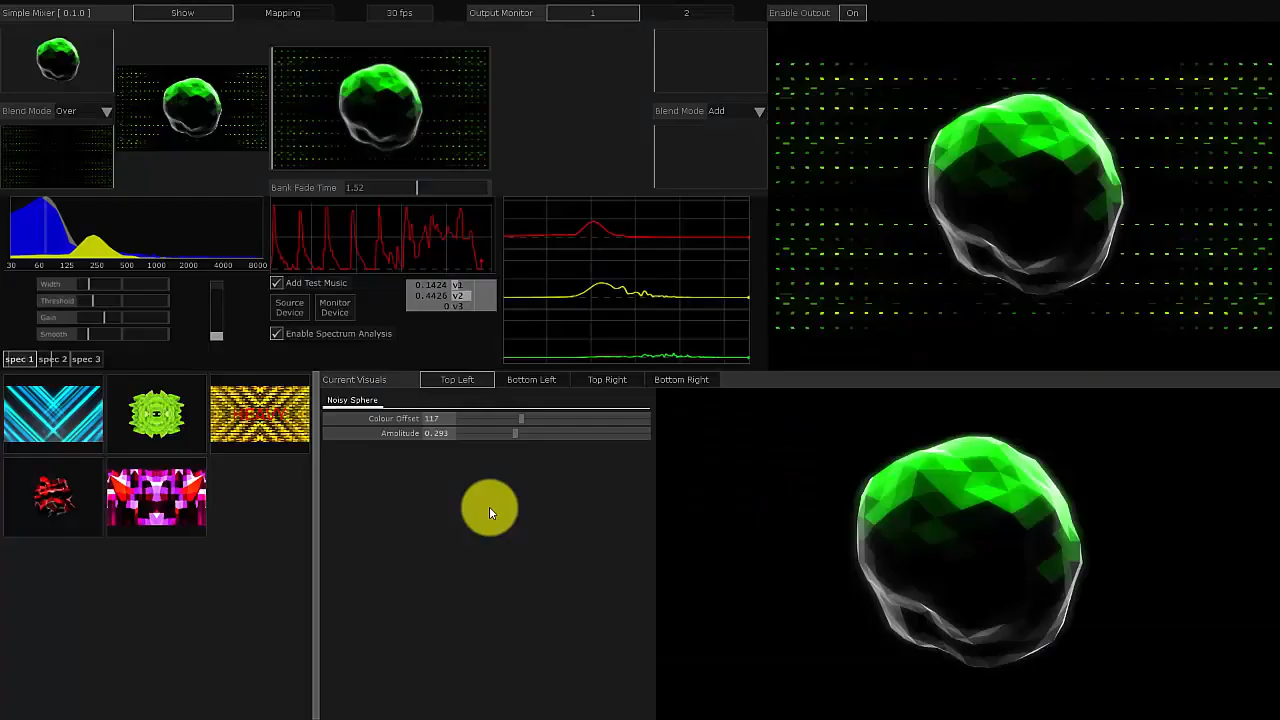 Simple Mixer [ 0:1.0 ] Show Mapping 30 fps Output Monitor 1 2 Enable Output On
Blend Mode Over Blend Mode Add
Bank Fade Time 1.52
30 60 125 250 500 1000 2000 4000 8000
Add Test Music
Width
Threshold
Gain
Smooth
Source Device
Monitor Device
0.1424 v1
0.4426 v2
0 v3
Enable Spectrum Analysis
spec 1 spec 2 spec 3
Current Visuals Top Left Bottom Left Top Right Bottom Right
Noisy Sphere
Colour Offset 117
Amplitude 0.293
HEAVY